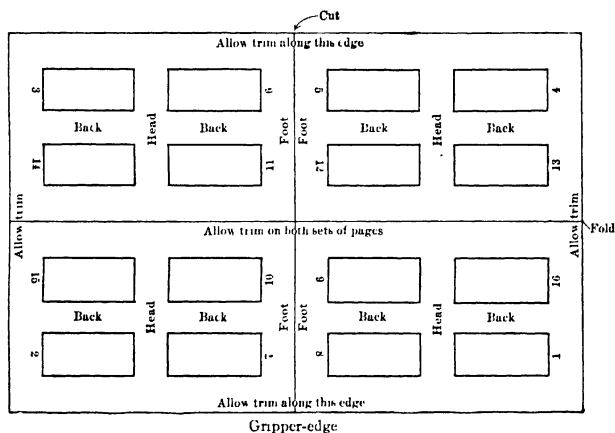 Cut
Allow trim along this edge
3 6 5 4
Back Head Back Foot Foot Back Head Back
14 11 12 13
Allow trim Allow trim
Allow trim on both sets of pages
Fold
15 10 9 16
Back Head Back Foot Foot Back Head Back
2 7 8 1
Allow trim along this edge
Gripper-edge